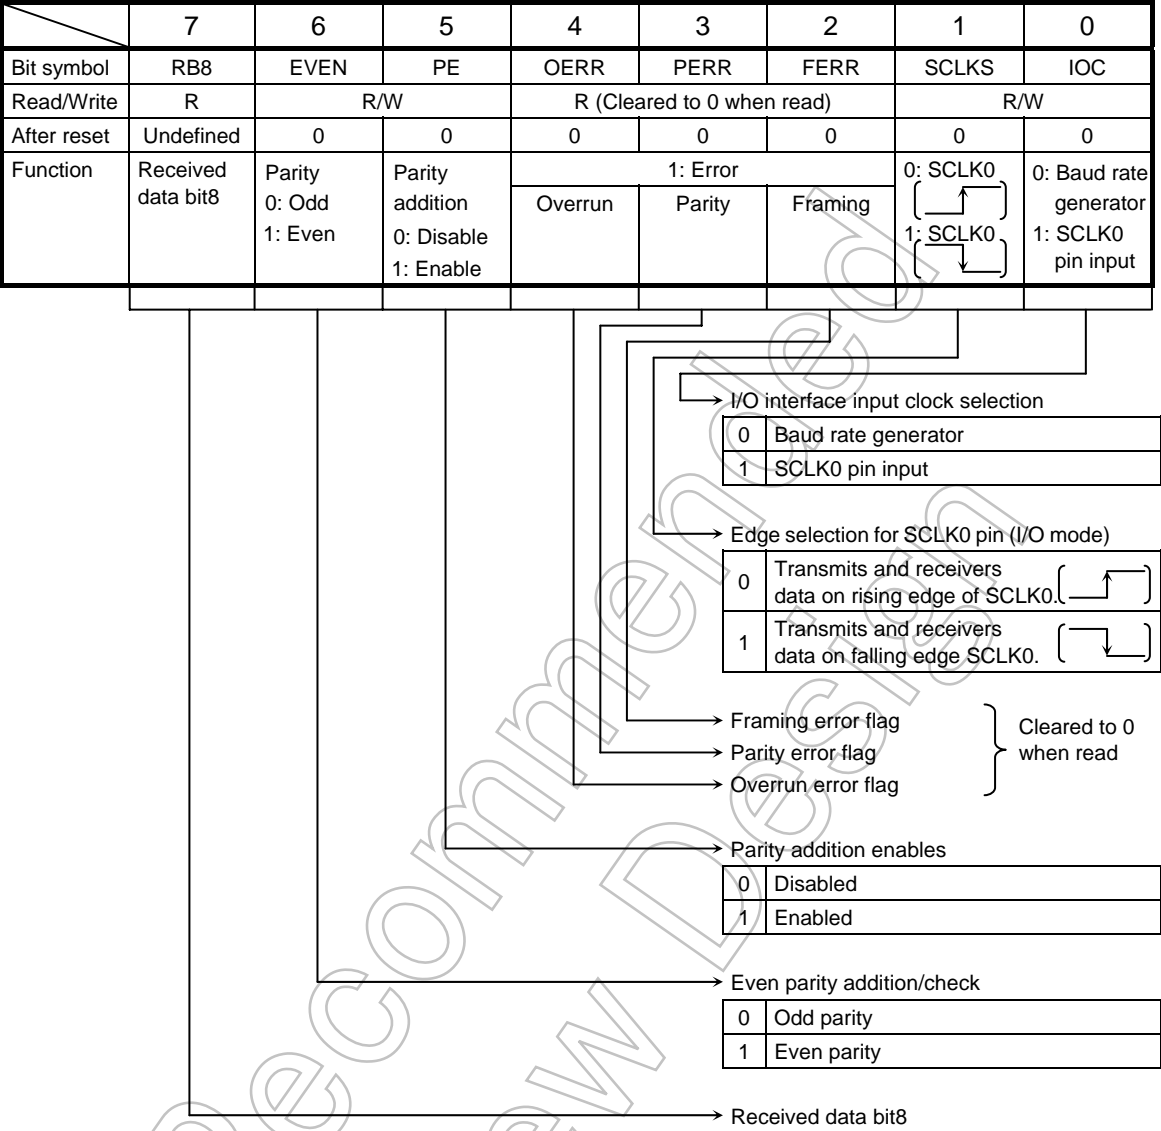 7 6 5 4 3 2 1 0
Bit symbol RB8 EVEN PE OERR PERR FERR SCLKS IOC
Read/Write R R/W R (Cleared to 0 when read) R/W
After reset Undefined 0 0 0 0 0 0 0
Function
Received
data bit8
Parity
0: Odd
1: Even
Parity
addition
0: Disable
1: Enable
1: Error
Overrun Parity Framing
0: SCLK0
1: SCLK0
0: Baud rate
generator
1: SCLK0
pin input
I/O interface input clock selection
0 Baud rate generator
1 SCLK0 pin input
Edge selection for SCLK0 pin (I/O mode)
0 Transmits and receivers
data on rising edge of SCLK0.
1 Transmits and receivers
data on falling edge SCLK0.
Framing error flag
Parity error flag
Overrun error flag
Cleared to 0
when read
Parity addition enables
0 Disabled
1 Enabled
Even parity addition/check
0 Odd parity
1 Even parity
Received data bit8
Recommended
ew Design